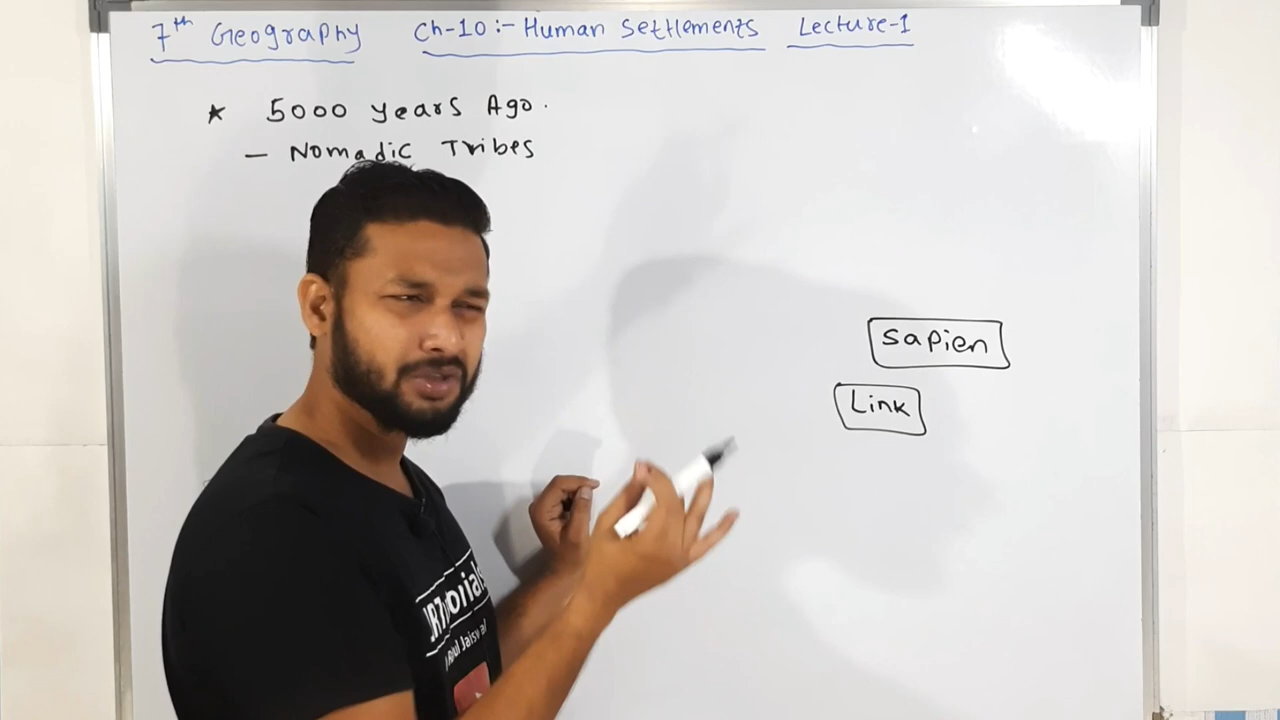 7th Geography Ch-10:- Human Settlements Lecture-1
* 5000 years Ago.
- Nomadic Tribes
Sapien
Link